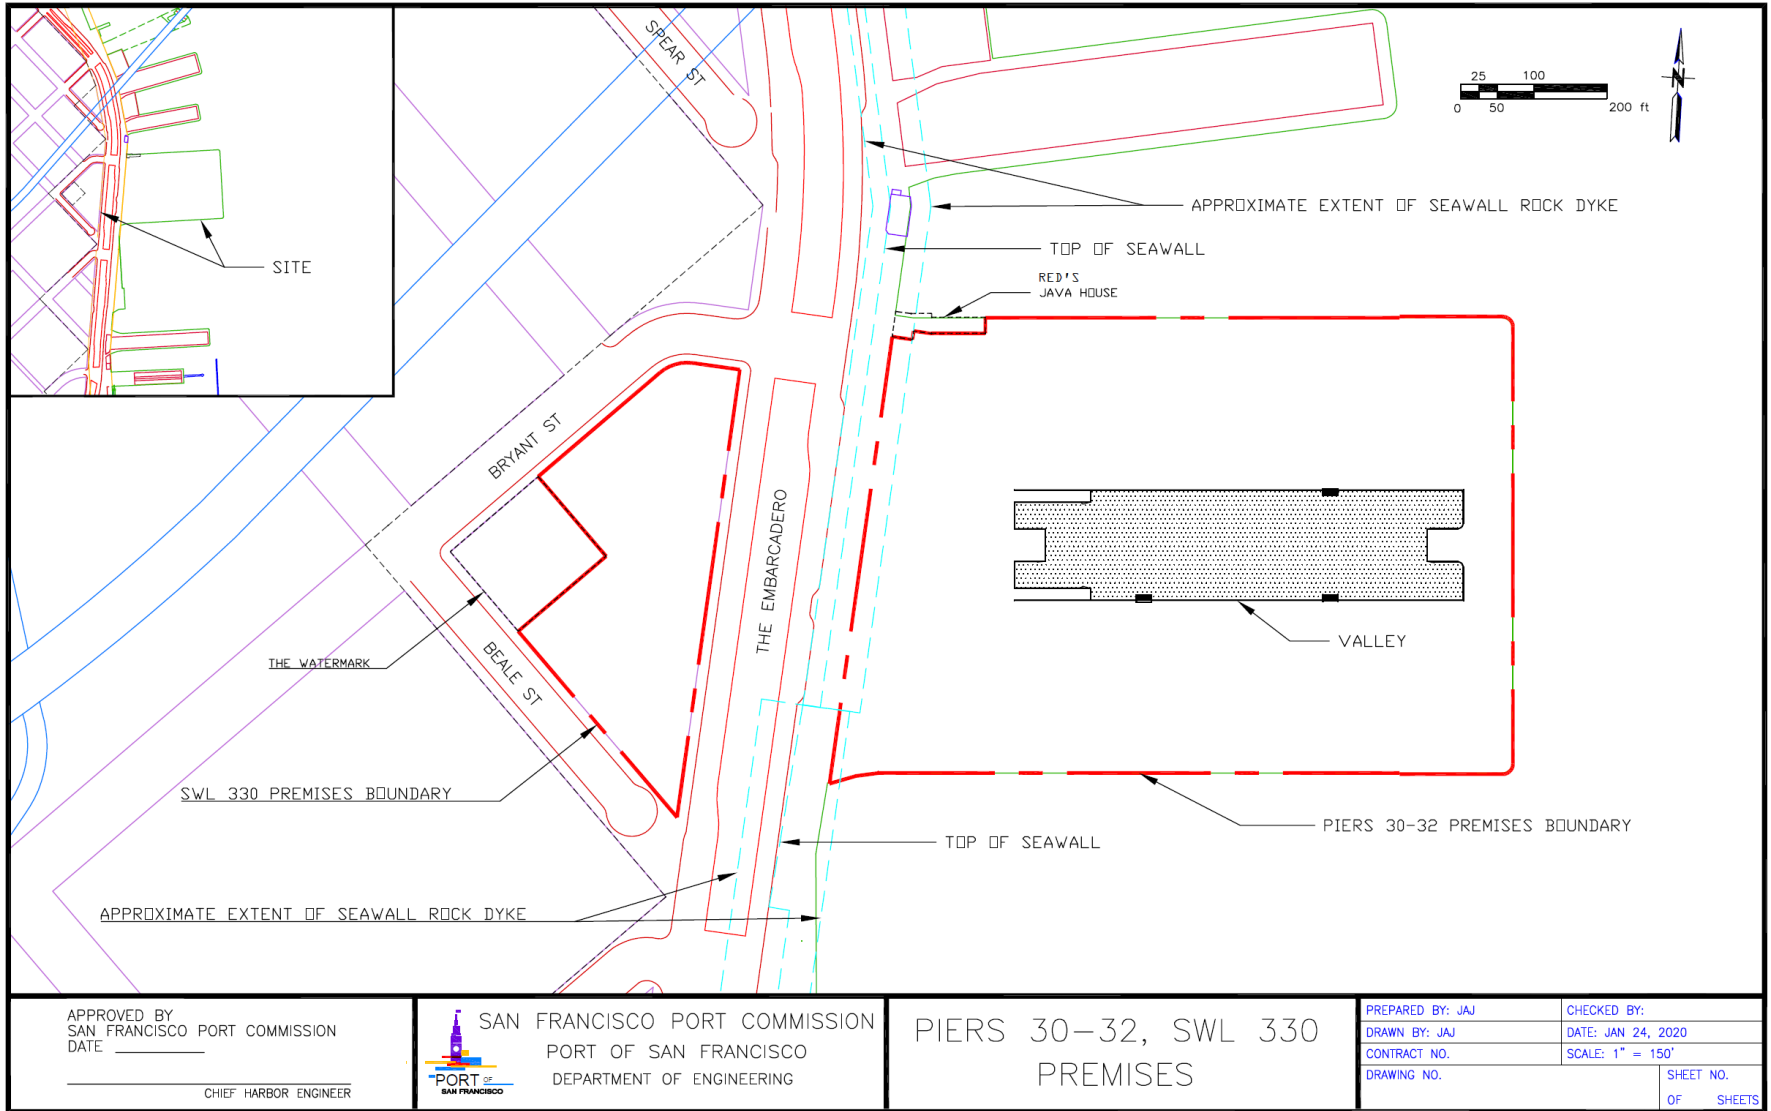 SPEAR ST
25 100
0 50 200 ft
N
APPROXIMATE EXTENT OF SEAWALL ROCK DYKE
TOP OF SEAWALL
RED'S
JAVA HOUSE
SITE
BRYANT ST
THE EMBARCADERO
THE WATERMARK
BEALE ST
VALLEY
SWL 330 PREMISES BOUNDARY
PIERS 30-32 PREMISES BOUNDARY
TOP OF SEAWALL
APPROXIMATE EXTENT OF SEAWALL ROCK DYKE
APPROVED BY
SAN FRANCISCO PORT COMMISSION
DATE
CHIEF HARBOR ENGINEER
PORT OF
SAN FRANCISCO
SAN FRANCISCO PORT COMMISSION
PORT OF SAN FRANCISCO
DEPARTMENT OF ENGINEERING
PIERS 30-32, SWL 330
PREMISES
PREPARED BY: JAJ
CHECKED BY:
DRAWN BY: JAJ
DATE: JAN 24, 2020
CONTRACT NO.
SCALE: 1" = 150'
DRAWING NO.
SHEET NO.
OF SHEETS